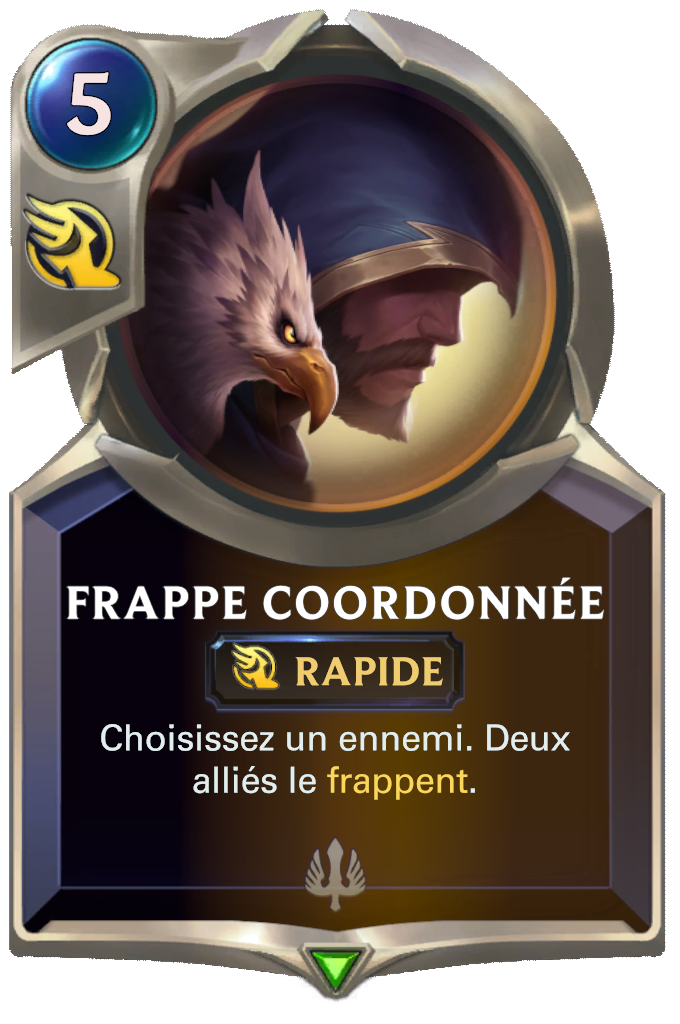 5
FRAPPE COORDONNÉE
RAPIDE
Choisissez un ennemi. Deux
alliés le frappent.